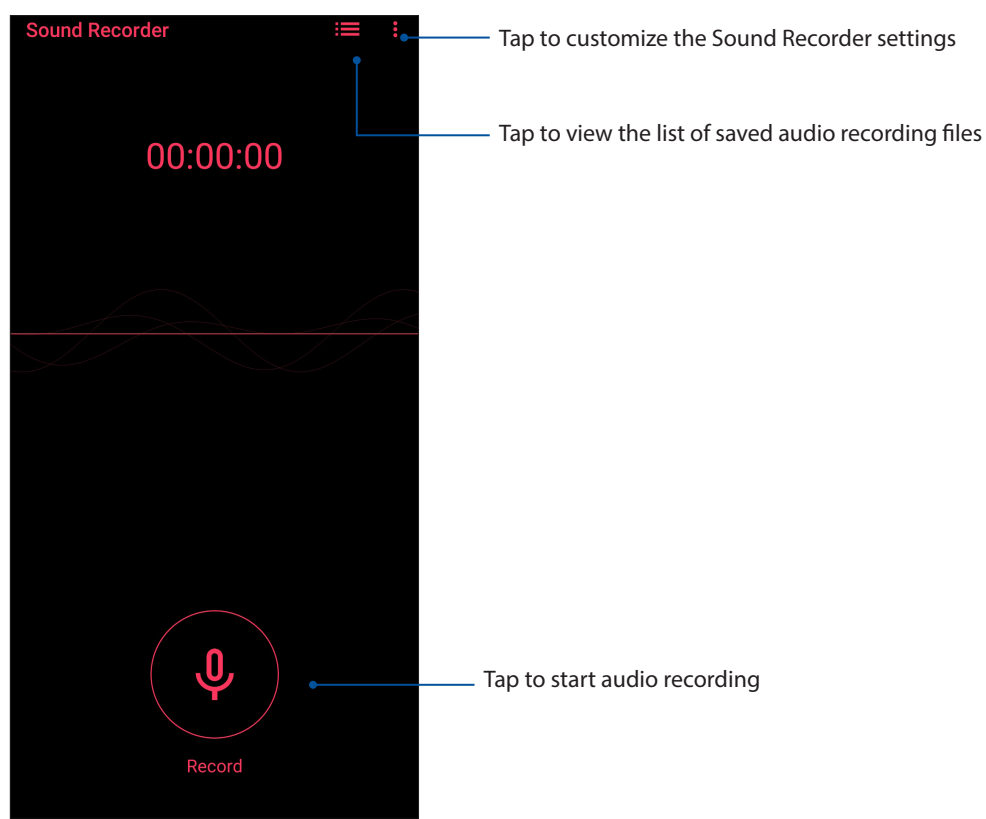 Sound Recorder
Tap to customize the Sound Recorder settings
Tap to view the list of saved audio recording files
00:00:00
Tap to start audio recording
Record